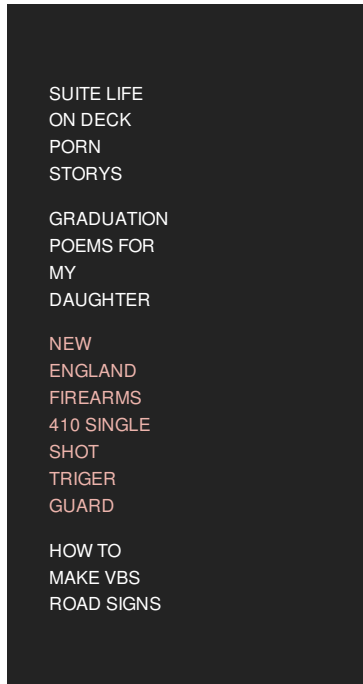 SUITE LIFE
ON DECK
PORN
STORYS
GRADUATION
POEMS FOR
MY
DAUGHTER
NEW
ENGLAND
FIREARMS
410 SINGLE
SHOT
TRIGER
GUARD
HOW TO
MAKE VBS
ROAD SIGNS